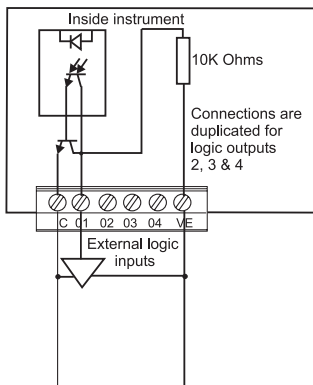 Inside instrument
10K Ohms
Connections are
duplicated for
logic outputs
2, 3 & 4
C 01 02 03 04 VE
External logic
inputs